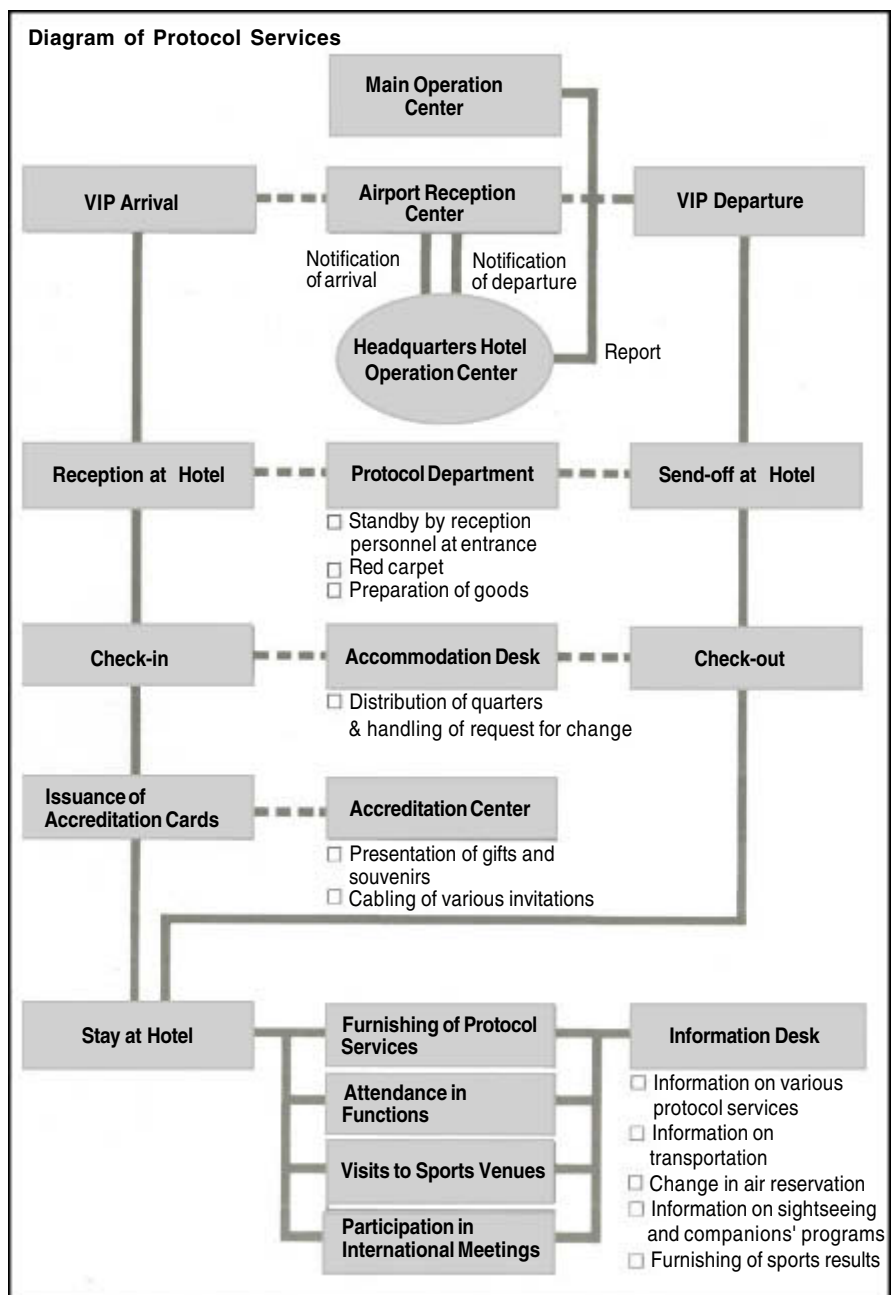 Diagram of Protocol Services
Main Operation
Center
VIP Arrival
Airport Reception
Center
VIP Departure
Notification
of arrival
Notification
of departure
Headquarters Hotel
Operation Center
Report
Reception at Hotel
Protocol Department
Send-off at Hotel
Standby by reception
personnel at entrance
Red carpet
Preparation of goods
Check-in
Accommodation Desk
Check-out
Distribution of quarters
& handling of request for change
Issuance of
Accreditation Cards
Accreditation Center
Presentation of gifts and
souvenirs
Cabling of various invitations
Stay at Hotel
Furnishing of Protocol
Services
Attendance in
Functions
Visits to Sports Venues
Participation in
International Meetings
Information Desk
Information on various
protocol services
Information on
transportation
Change in air reservation
Information on sightseeing
and companions' programs
Furnishing of sports results